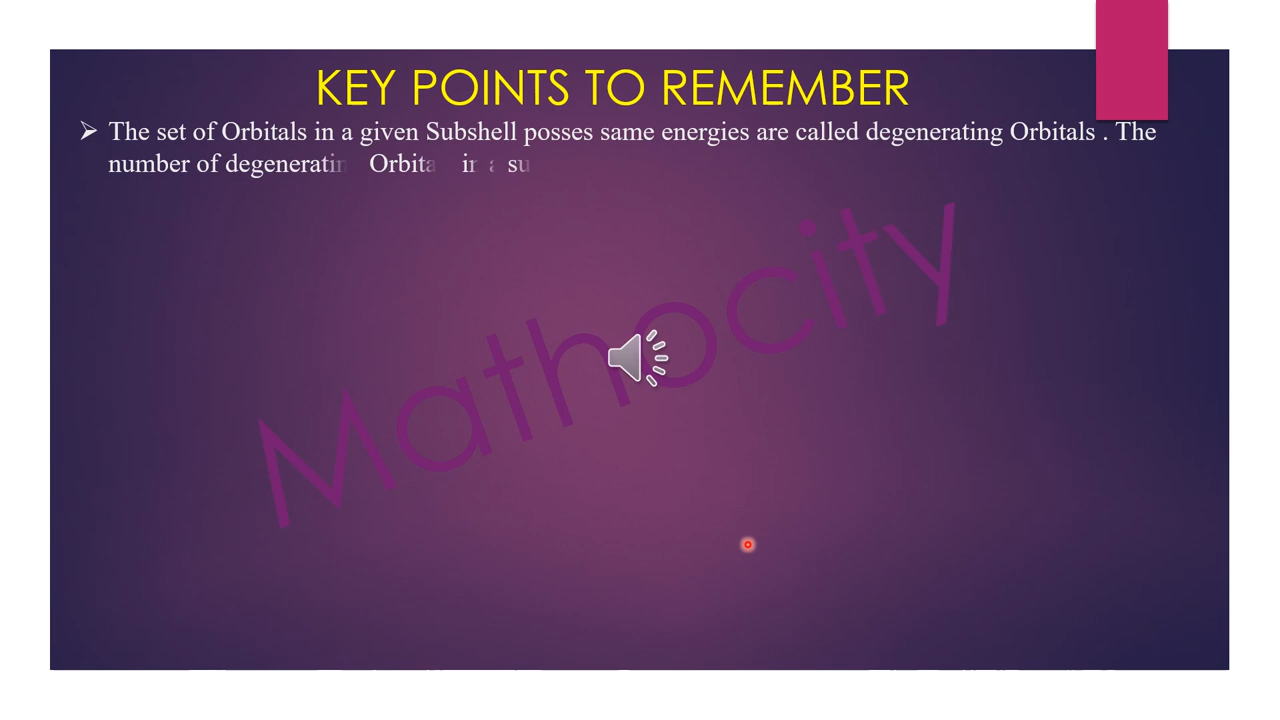 KEY POINTS TO REMEMBER
➢ The set of Orbitals in a given Subshell posses same energies are called degenerating Orbitals . The
number of
Mathocity